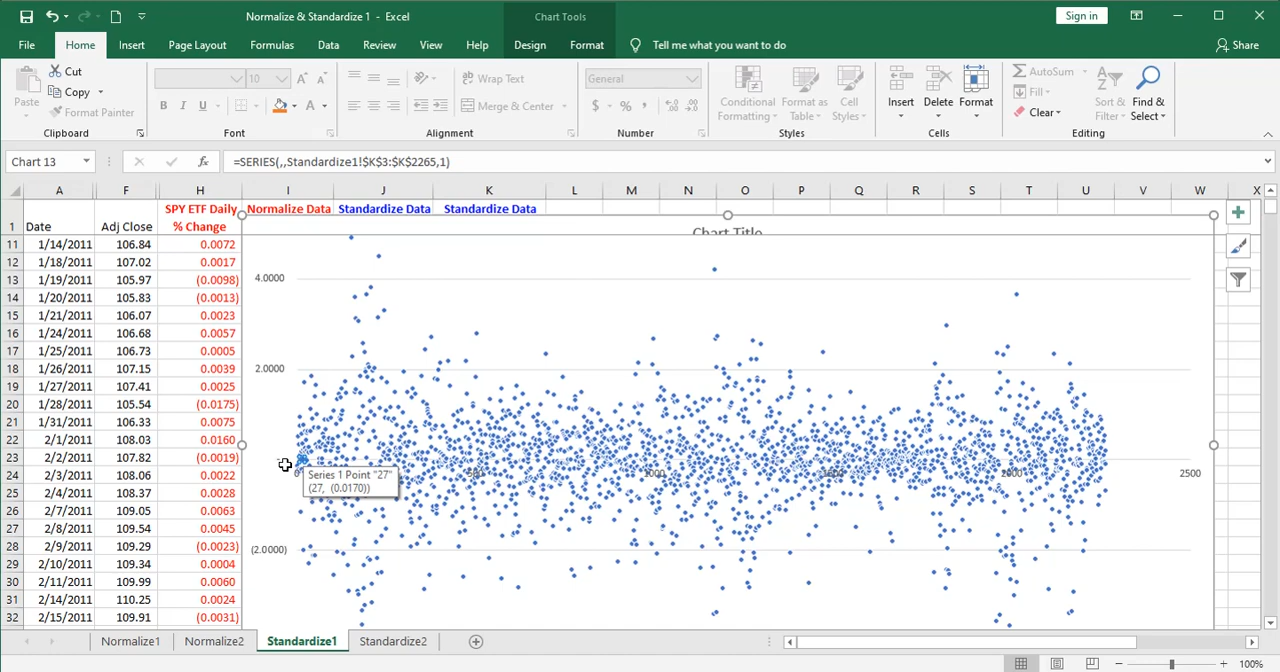 Normalize & Standardize 1 - Excel
Chart Tools
Sign in
File Home Insert Page Layout Formulas Data Review View Help Design Format Tell me what you want to do Share
Paste
Cut
Copy
Format Painter
Clipboard
10
Font
Wrap Text
Merge & Center
Alignment
General
Number
Conditional Formatting
Format as Table
Cell Styles
Styles
Insert
Delete
Format
Cells
AutoSum
Fill
Clear
Sort & Filter
Find & Select
Editing
Chart 13
=SERIES(,,Standardize1!$K$3:$K$2265,1)
A F H I J K L M N O P Q R S T U V W X
SPY ETF Daily Normalize Data Standardize Data Standardize Data
1 Date Adj Close % Change
11 1/14/2011 106.84 0.0072
12 1/18/2011 107.02 0.0017
13 1/19/2011 105.97 (0.0098)
14 1/20/2011 105.83 (0.0013)
15 1/21/2011 106.07 0.0023
16 1/24/2011 106.68 0.0057
17 1/25/2011 106.73 0.0005
18 1/26/2011 107.15 0.0039
19 1/27/2011 107.41 0.0025
20 1/28/2011 105.54 (0.0175)
21 1/31/2011 106.33 0.0075
22 2/1/2011 108.03 0.0160
23 2/2/2011 107.82 (0.0019)
24 2/3/2011 108.06 0.0022
25 2/4/2011 108.37 0.0028
26 2/7/2011 109.05 0.0063
27 2/8/2011 109.54 0.0045
28 2/9/2011 109.29 (0.0023)
29 2/10/2011 109.34 0.0004
30 2/11/2011 109.99 0.0060
31 2/14/2011 110.25 0.0024
32 2/15/2011 109.91 (0.0031)
Chart Title
4.0000
2.0000
0 500 1000 1500 2000 2500
Series 1 Point "27"
(27, (0.0170))
(2.0000)
Normalize1 Normalize2 Standardize1 Standardize2
100%